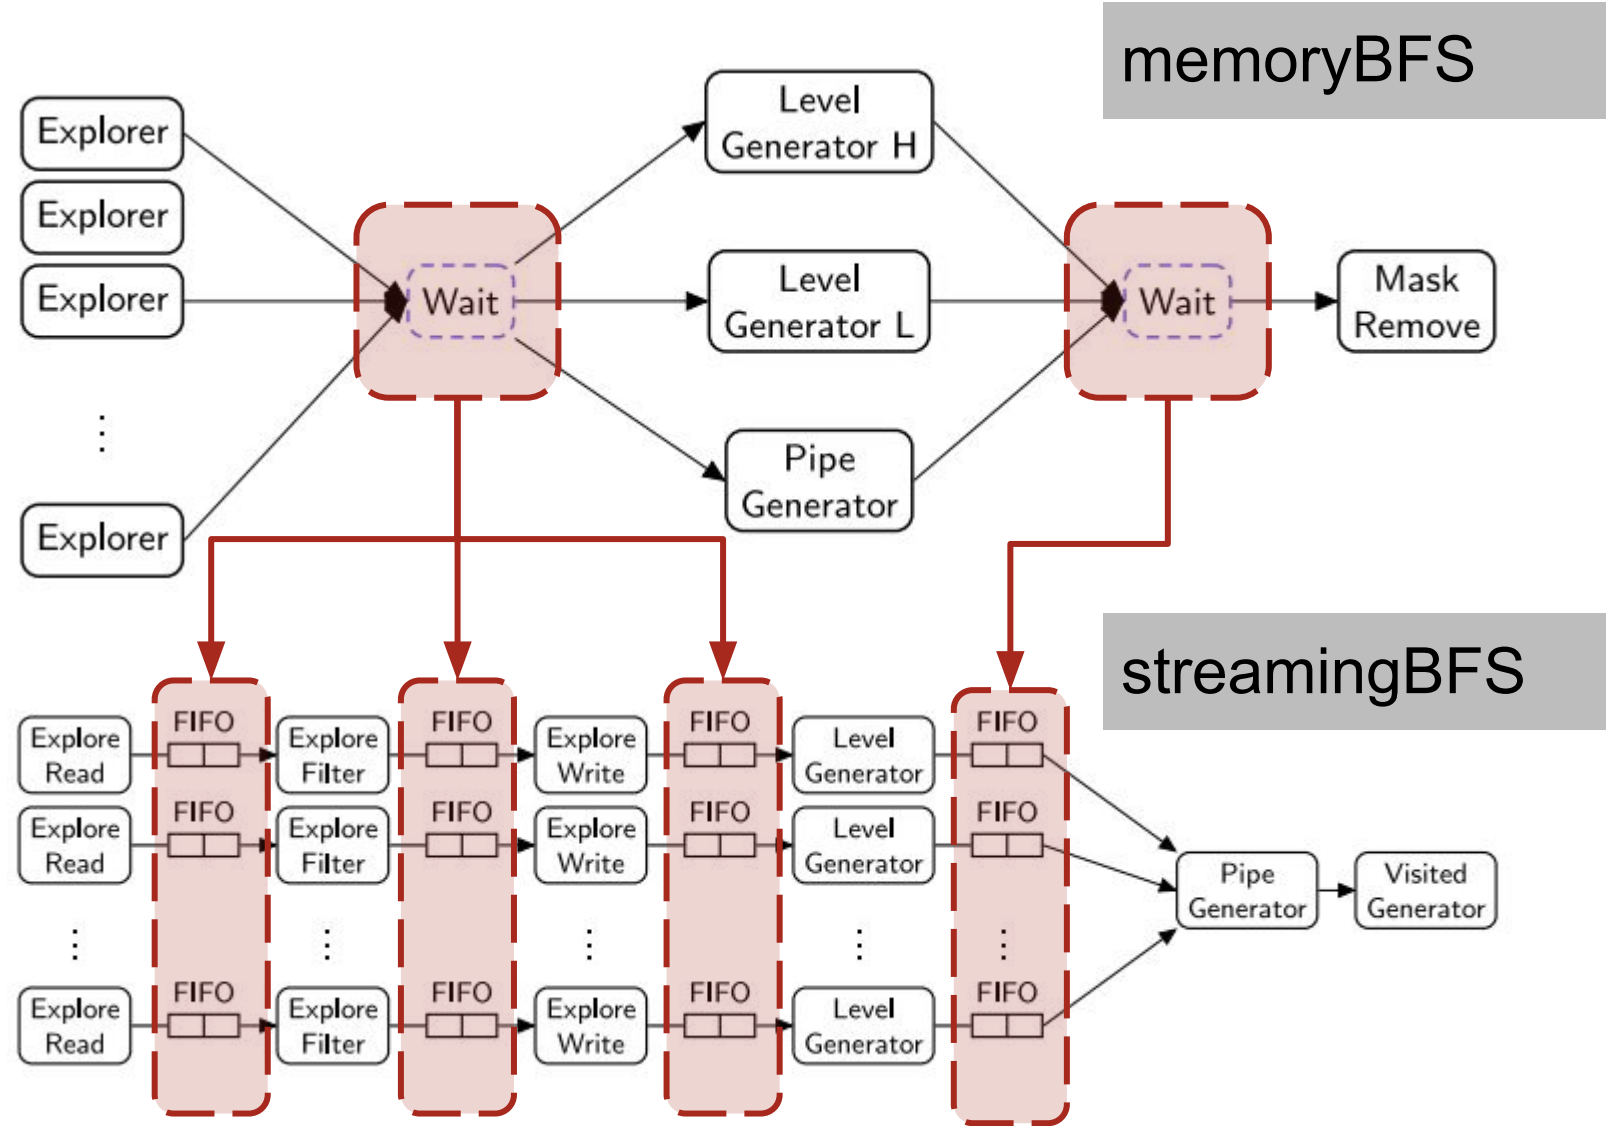 memoryBFS
Explorer
Explorer
Explorer
⋮
Explorer
Wait
Level
Generator H
Level
Generator L
Pipe
Generator
Wait
Mask
Remove
streamingBFS
Explore
Read
FIFO
Explore
Filter
FIFO
Explore
Write
FIFO
Level
Generator
FIFO
Explore
Read
FIFO
Explore
Filter
FIFO
Explore
Write
FIFO
Level
Generator
FIFO
Pipe
Generator
Visited
Generator
⋮
⋮
⋮
⋮
⋮
Explore
Read
FIFO
Explore
Filter
FIFO
Explore
Write
FIFO
Level
Generator
FIFO